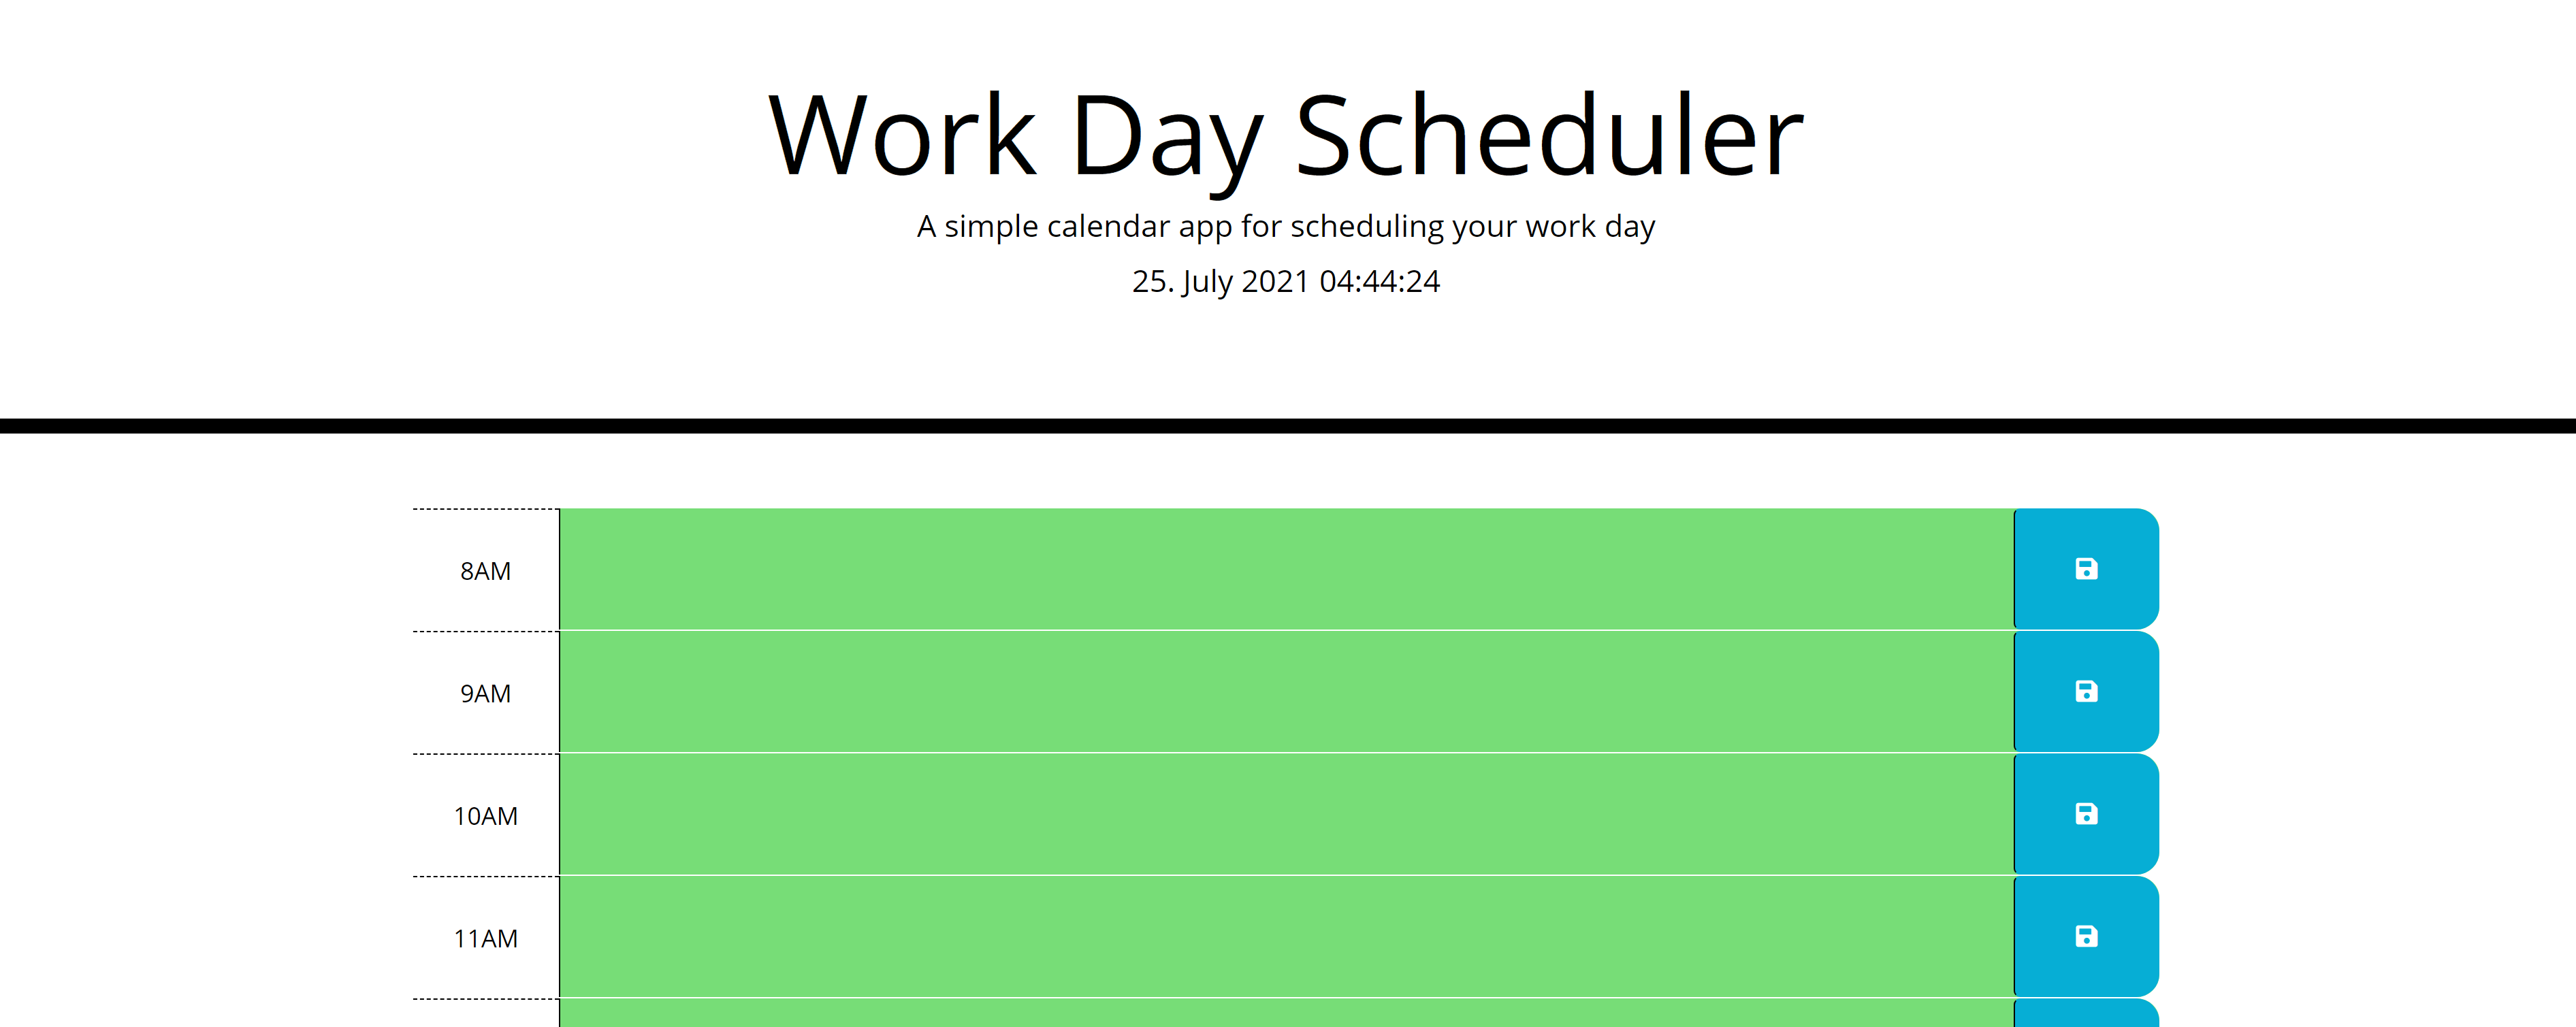 Work Day Scheduler
A simple calendar app for scheduling your work day
25. July 2021 04:44:24
8AM
9AM
10AM
11AM